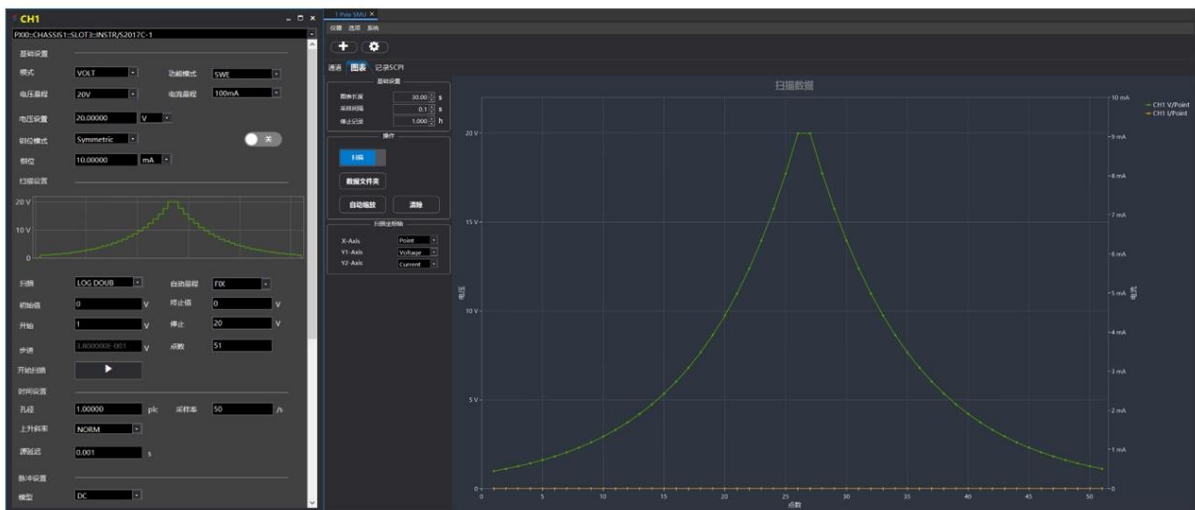 CH1
PXI0::CHASSIS1::SLOT3::INSTR/S2017C-1
基础设置
模式 VOLT 功能模式 SWE
电压量程 20V 电流量程 100mA
电压设置 20.00000 V
钳位模式 Symmetric 关
钳位 10.00000 mA
扫描设置
20 V
10 V
0
扫描 LOG DOUB 自动量程 FIX
初始值 0 V 终止值 0 V
开始 1 V 停止 20 V
步进 3.800000E-001 V 点数 51
开始扫描
时间设置
孔径 1.00000 plc 采样率 50 /s
上升斜率 NORM
源延迟 0.001 s
脉冲设置
模型 DC
1 Pole SMU
仪器 选项 系统
通道 图表 记录SCPI
基础设置
图表长度 30.00 s
采样间隔 0.1 s
停止记录 1.000 h
操作
扫描
数据文件夹
自动缩放 清除
扫描坐标轴
X-Axis Point
Y1-Axis Voltage
Y2-Axis Current
扫描数据
CH1 V/Point
CH1 I/Point
20 V
15 V
10 V
5 V
0
电压
10 mA
9 mA
8 mA
7 mA
6 mA
5 mA
4 mA
3 mA
2 mA
1 mA
0
电流
0 5 10 15 20 25 30 35 40 45 50
点数